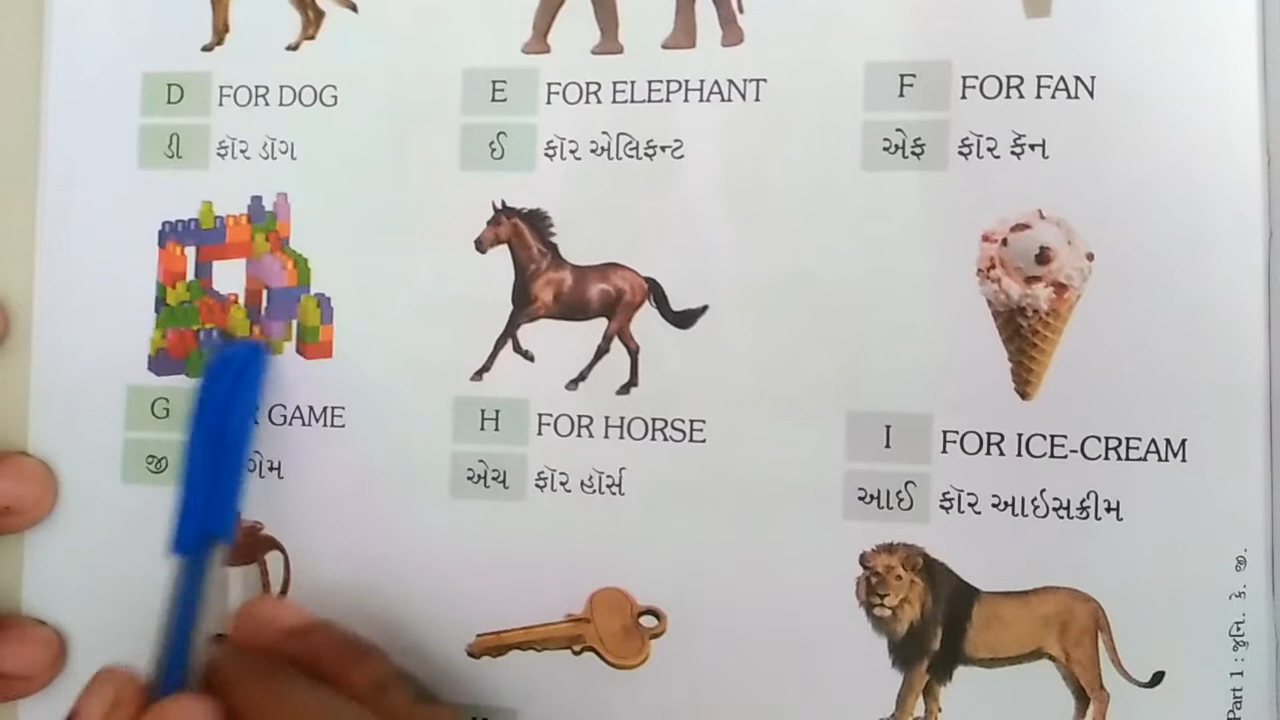 D FOR DOG
ડી ફૉર ડૉગ
E FOR ELEPHANT
ઈ ફૉર એલિફન્ટ
F FOR FAN
એફ ફૉર ફૅન
G GAME
જી ગેમ
H FOR HORSE
એચ ફૉર હૉર્સ
I FOR ICE-CREAM
આઈ ફૉર આઇસક્રીમ
Part 1 : જુનિ. કે. જી.